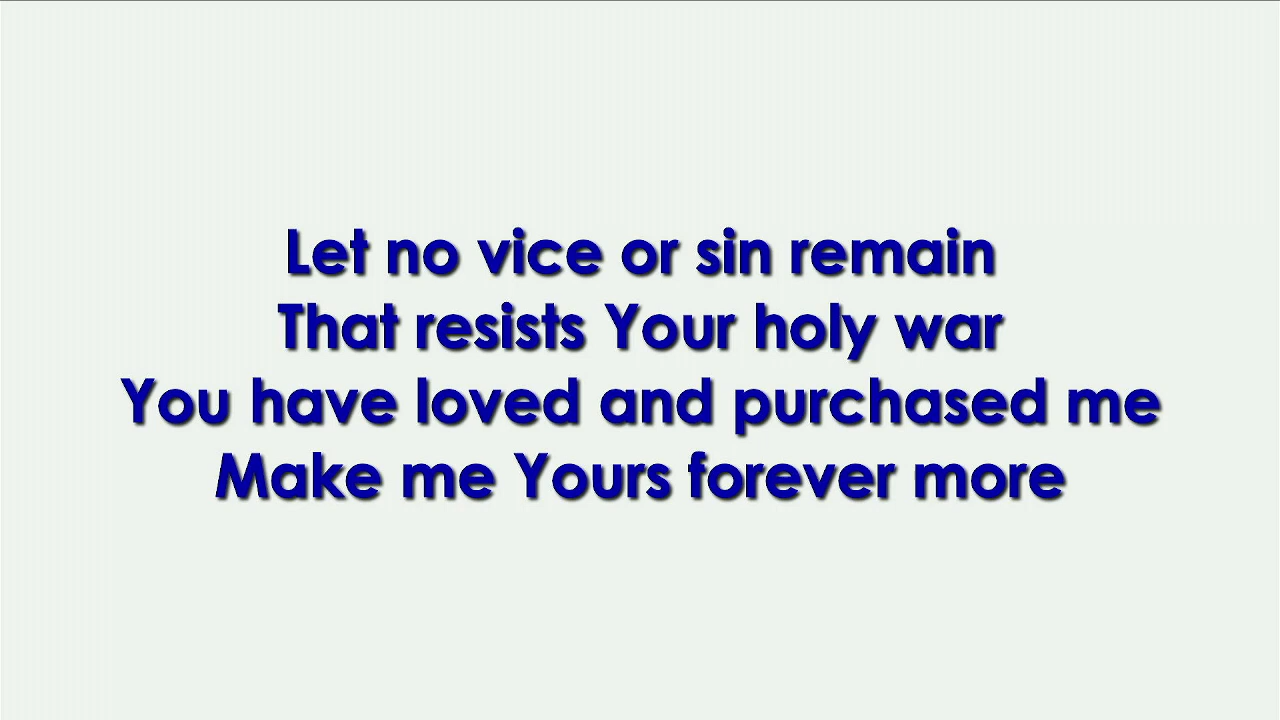 Let no vice or sin remain
That resists Your holy war
You have loved and purchased me
Make me Yours forever more